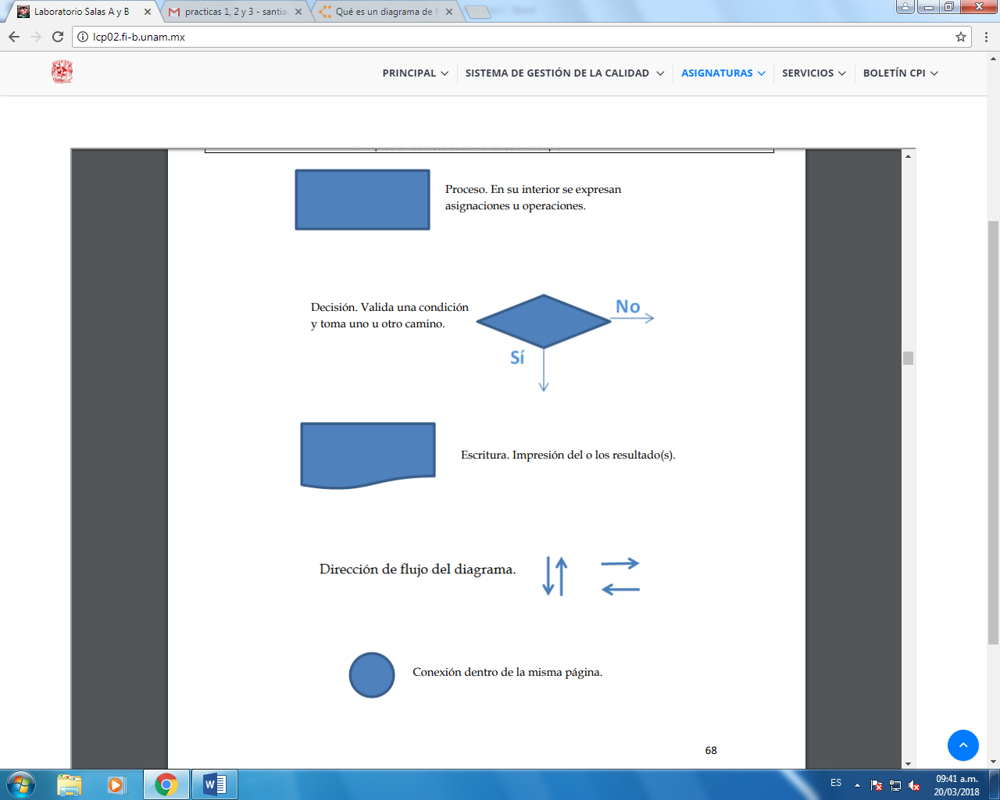 Laboratorio Salas A y B
practicas 1, 2 y 3 - santia
Qué es un diagrama de f
lcp02.fi-b.unam.mx
PRINCIPAL SISTEMA DE GESTIÓN DE LA CALIDAD ASIGNATURAS SERVICIOS BOLETÍN CPI
Proceso. En su interior se expresan
asignaciones u operaciones.
Decisión. Valida una condición
y toma uno u otro camino.
No
Sí
Escritura. Impresión del o los resultado(s).
Dirección de flujo del diagrama.
Conexión dentro de la misma página.
68
ES
09:41 a.m.
20/03/2018